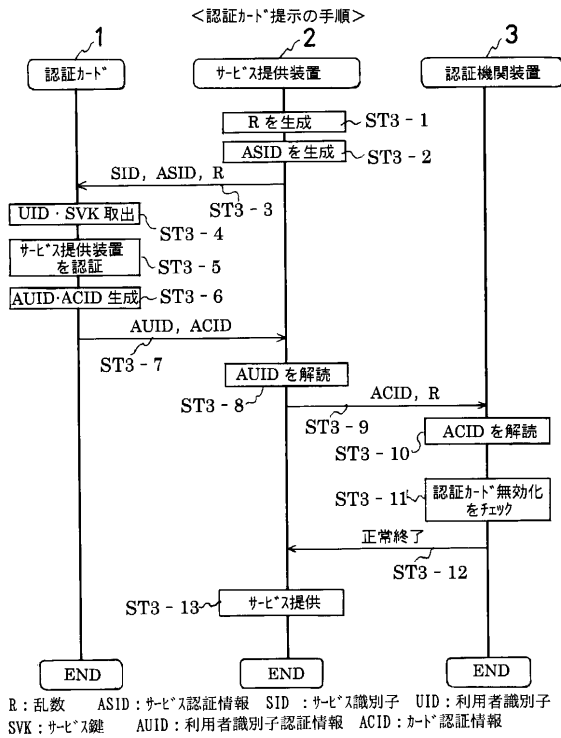 <認証ｶｰﾄﾞ提示の手順>
1
2
3
認証ｶｰﾄﾞ
ｻｰﾋﾞｽ提供装置
認証機関装置
Rを生成
ST3-1
ASIDを生成
ST3-2
SID, ASID, R
ST3-3
UID・SVK 取出
ST3-4
ｻｰﾋﾞｽ提供装置
を認証
ST3-5
AUID・ACID 生成
ST3-6
AUID, ACID
ST3-7
AUIDを解読
ST3-8
ACID, R
ST3-9
ACIDを解読
ST3-10
認証ｶｰﾄﾞ無効化
をﾁｪｯｸ
ST3-11
正常終了
ST3-12
ｻｰﾋﾞｽ提供
ST3-13
END
END
END
R：乱数 ASID：ｻｰﾋﾞｽ認証情報 SID：ｻｰﾋﾞｽ識別子 UID：利用者識別子
SVK：ｻｰﾋﾞｽ鍵 AUID：利用者識別子認証情報 ACID：ｶｰﾄﾞ認証情報